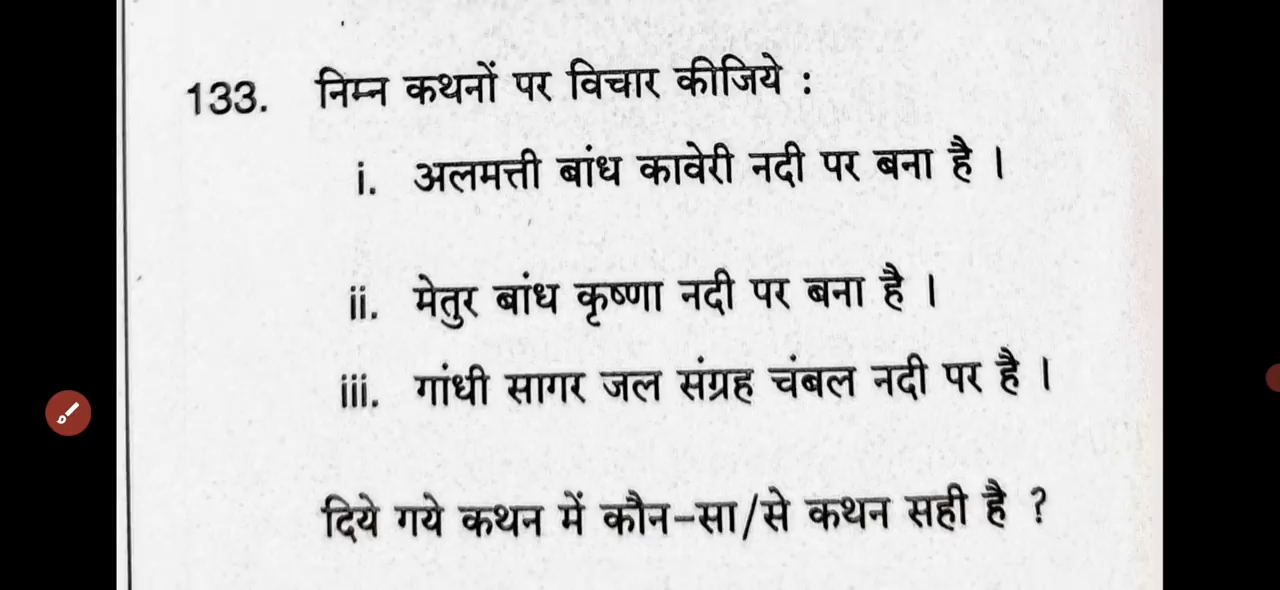 133. निम्न कथनों पर विचार कीजिये :
i. अलमत्ती बांध कावेरी नदी पर बना है ।
ii. मेतुर बांध कृष्णा नदी पर बना है ।
iii. गांधी सागर जल संग्रह चंबल नदी पर है ।
दिये गये कथन में कौन-सा/से कथन सही है ?